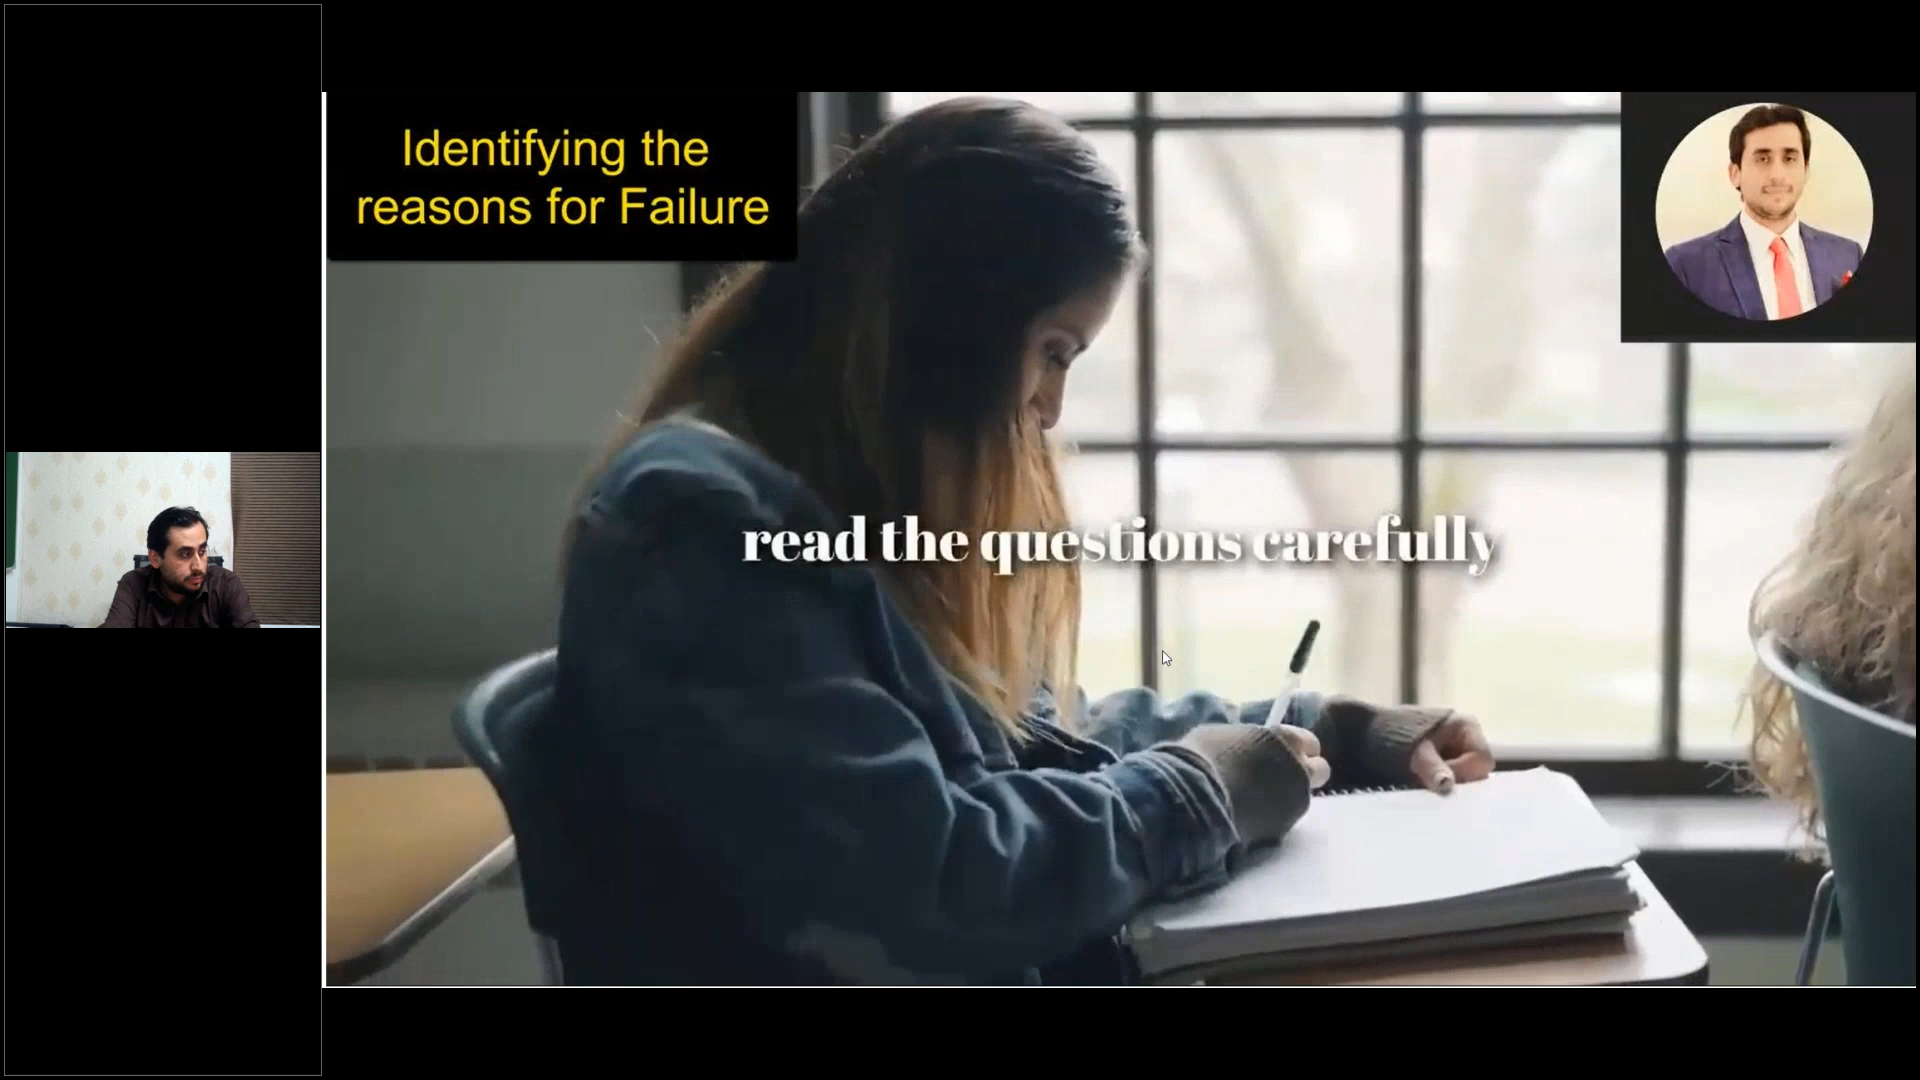 Identifying the
reasons for Failure
read the questions carefully